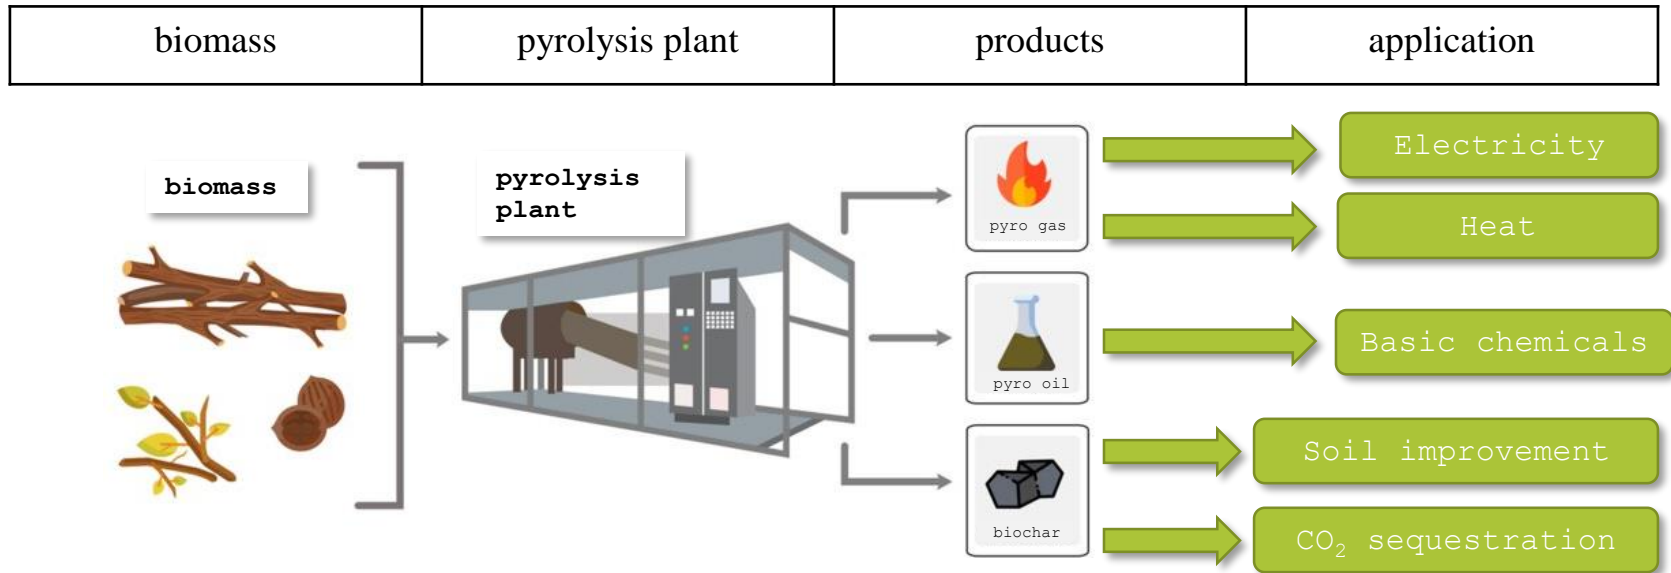 biomass
pyrolysis plant
products
application
biomass
pyrolysis
plant
pyro gas
pyro oil
biochar
Electricity
Heat
Basic chemicals
Soil improvement
CO₂ sequestration